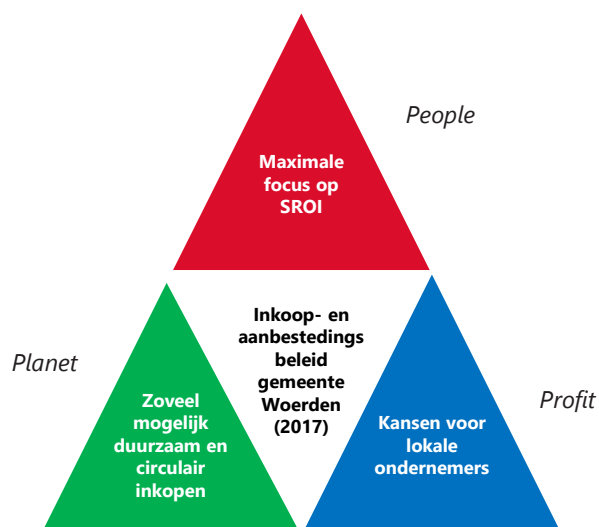 People
Maximale
focus op
SROI
Inkoop- en
aanbestedings
beleid
gemeente
Woerden
(2017)
Planet
Zoveel
mogelijk
duurzaam en
circulair
inkopen
Profit
Kansen voor
lokale
ondernemers